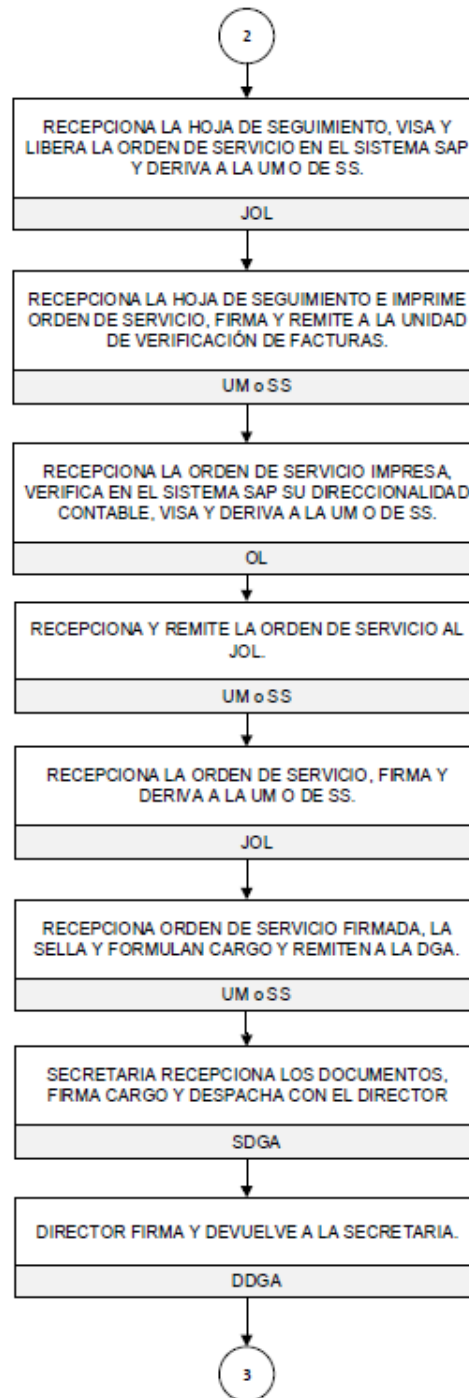 2
RECEPCIONA LA HOJA DE SEGUIMIENTO, VISA Y
LIBERA LA ORDEN DE SERVICIO EN EL SISTEMA SAP
Y DERIVA A LA UM O DE SS.
JOL
RECEPCIONA LA HOJA DE SEGUIMIENTO E IMPRIME
ORDEN DE SERVICIO, FIRMA Y REMITE A LA UNIDAD
DE VERIFICACIÓN DE FACTURAS.
UM o SS
RECEPCIONA LA ORDEN DE SERVICIO IMPRESA,
VERIFICA EN EL SISTEMA SAP SU DIRECCIONALIDAD
CONTABLE, VISA Y DERIVA A LA UM O DE SS.
OL
RECEPCIONA Y REMITE LA ORDEN DE SERVICIO AL
JOL.
UM o SS
RECEPCIONA LA ORDEN DE SERVICIO, FIRMA Y
DERIVA A LA UM O DE SS.
JOL
RECEPCIONA ORDEN DE SERVICIO FIRMADA, LA
SELLA Y FORMULAN CARGO Y REMITEN A LA DGA.
UM o SS
SECRETARIA RECEPCIONA LOS DOCUMENTOS,
FIRMA CARGO Y DESPACHA CON EL DIRECTOR
SDGA
DIRECTOR FIRMA Y DEVUELVE A LA SECRETARIA.
DDGA
3